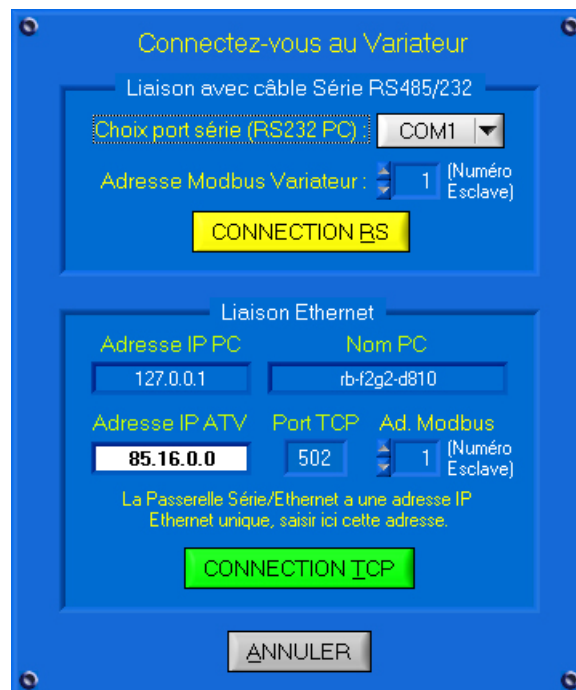 Connectez-vous au Variateur
Liaison avec câble Série RS485/232
Choix port série (RS232 PC) : COM1
Adresse Modbus Variateur : 1 (Numéro
Esclave)
CONNECTION RS
Liaison Ethernet
Adresse IP PC Nom PC
127.0.0.1 rb-f2g2-d810
Adresse IP ATV Port TCP Ad. Modbus
85.16.0.0 502 1 (Numéro
Esclave)
La Passerelle Série/Ethernet a une adresse IP
Ethernet unique, saisir ici cette adresse.
CONNECTION TCP
ANNULER